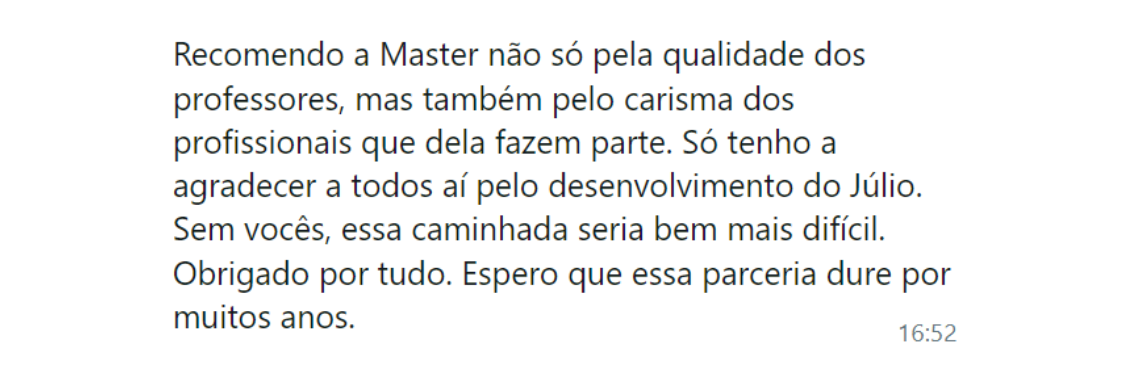 Recomendo a Master não só pela qualidade dos
professores, mas também pelo carisma dos
profissionais que dela fazem parte. Só tenho a
agradecer a todos aí pelo desenvolvimento do Júlio.
Sem vocês, essa caminhada seria bem mais difícil.
Obrigado por tudo. Espero que essa parceria dure por
muitos anos.
16:52